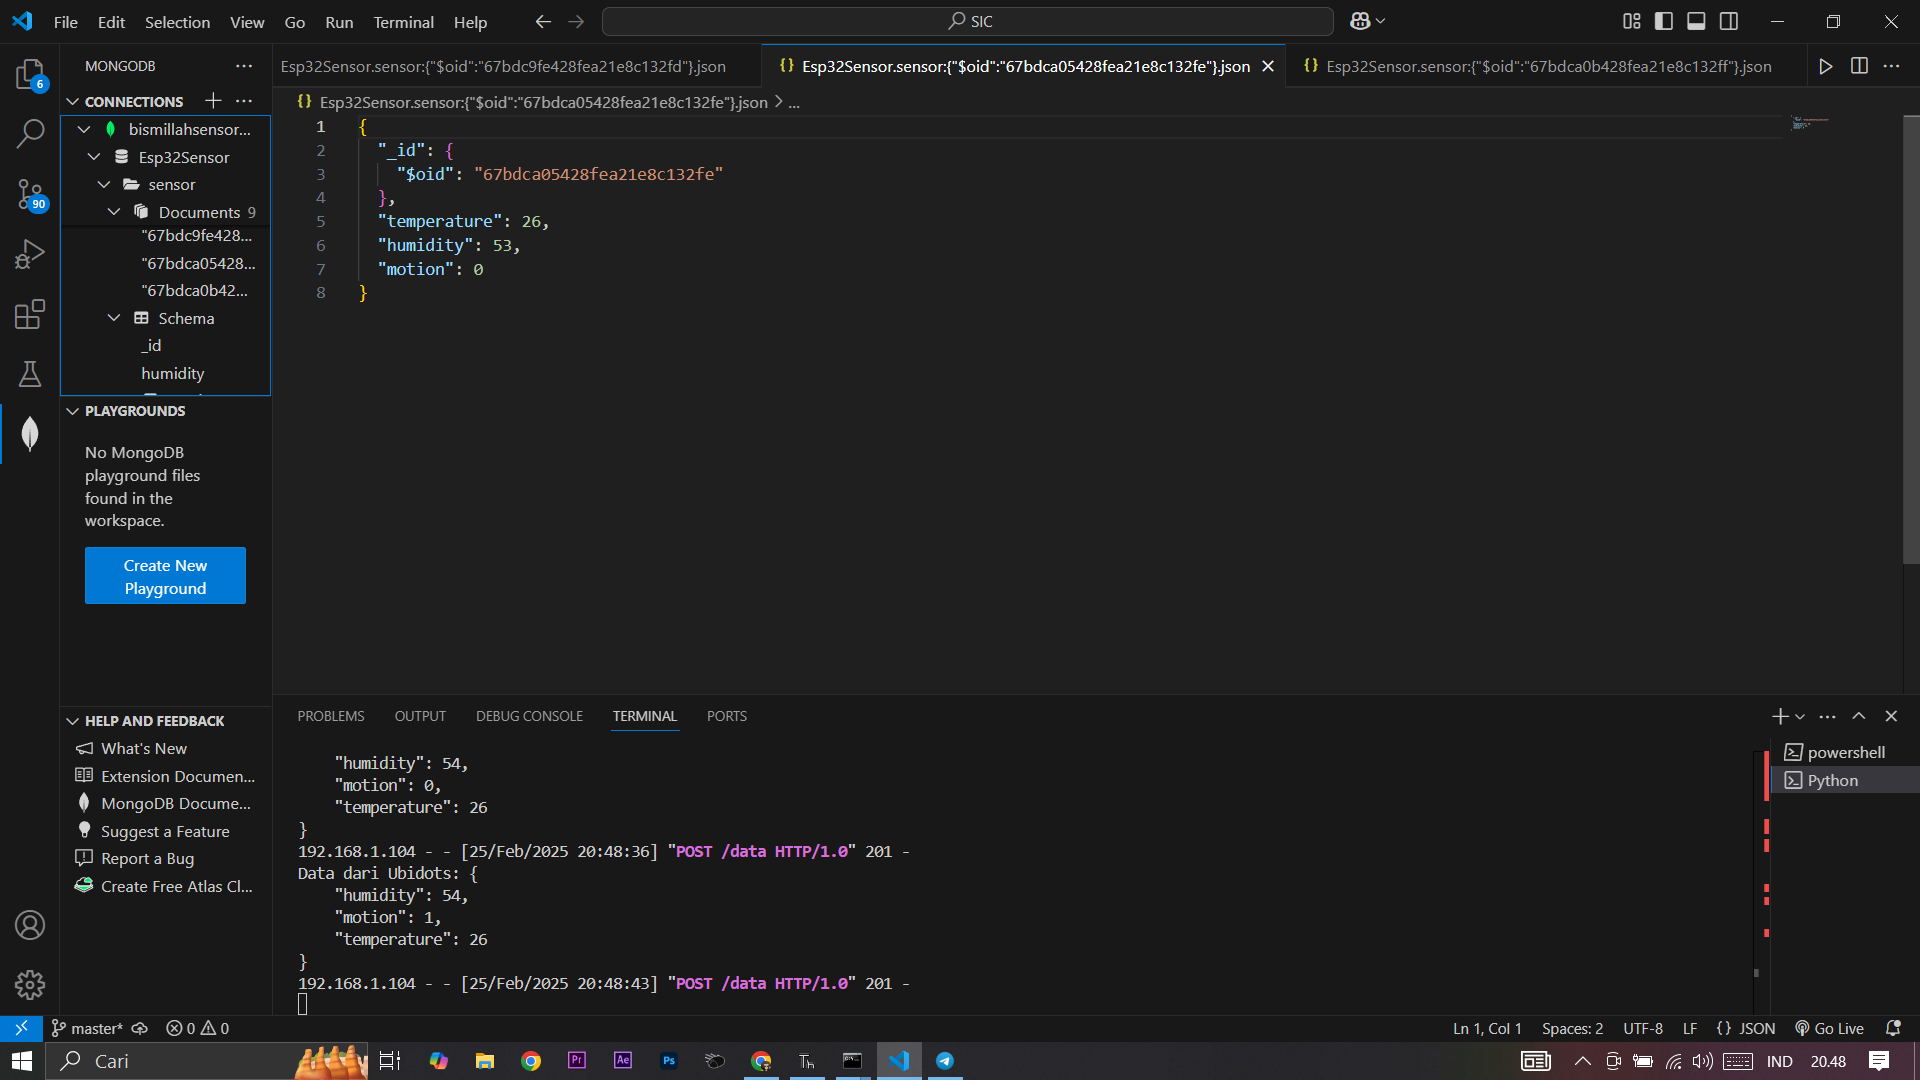 File Edit Selection View Go Run Terminal Help
SIC
MONGODB
Esp32Sensor.sensor:{"$oid":"67bdc9fe428fea21e8c132fd"}.json
Esp32Sensor.sensor:{"$oid":"67bdca05428fea21e8c132fe"}.json
Esp32Sensor.sensor:{"$oid":"67bdca0b428fea21e8c132ff"}.json
CONNECTIONS
Esp32Sensor.sensor:{"$oid":"67bdca05428fea21e8c132fe"}.json > ...
6
90
bismillahsensor...
Esp32Sensor
sensor
Documents 9
"67bdc9fe428...
"67bdca05428...
"67bdca0b42...
Schema
_id
humidity
1 {
2 "_id": {
3 "$oid": "67bdca05428fea21e8c132fe"
4 },
5 "temperature": 26,
6 "humidity": 53,
7 "motion": 0
8 }
PLAYGROUNDS
No MongoDB
playground files
found in the
workspace.
Create New
Playground
HELP AND FEEDBACK
What's New
Extension Documen...
MongoDB Docume...
Suggest a Feature
Report a Bug
Create Free Atlas Cl...
PROBLEMS OUTPUT DEBUG CONSOLE TERMINAL PORTS
powershell
Python
"humidity": 54,
"motion": 0,
"temperature": 26
}
192.168.1.104 - - [25/Feb/2025 20:48:36] "POST /data HTTP/1.0" 201 -
Data dari Ubidots: {
"humidity": 54,
"motion": 1,
"temperature": 26
}
192.168.1.104 - - [25/Feb/2025 20:48:43] "POST /data HTTP/1.0" 201 -
master* 0 0
Ln 1, Col 1 Spaces: 2 UTF-8 LF {} JSON Go Live
Cari
Pr Ae Ps Th
IND 20.48